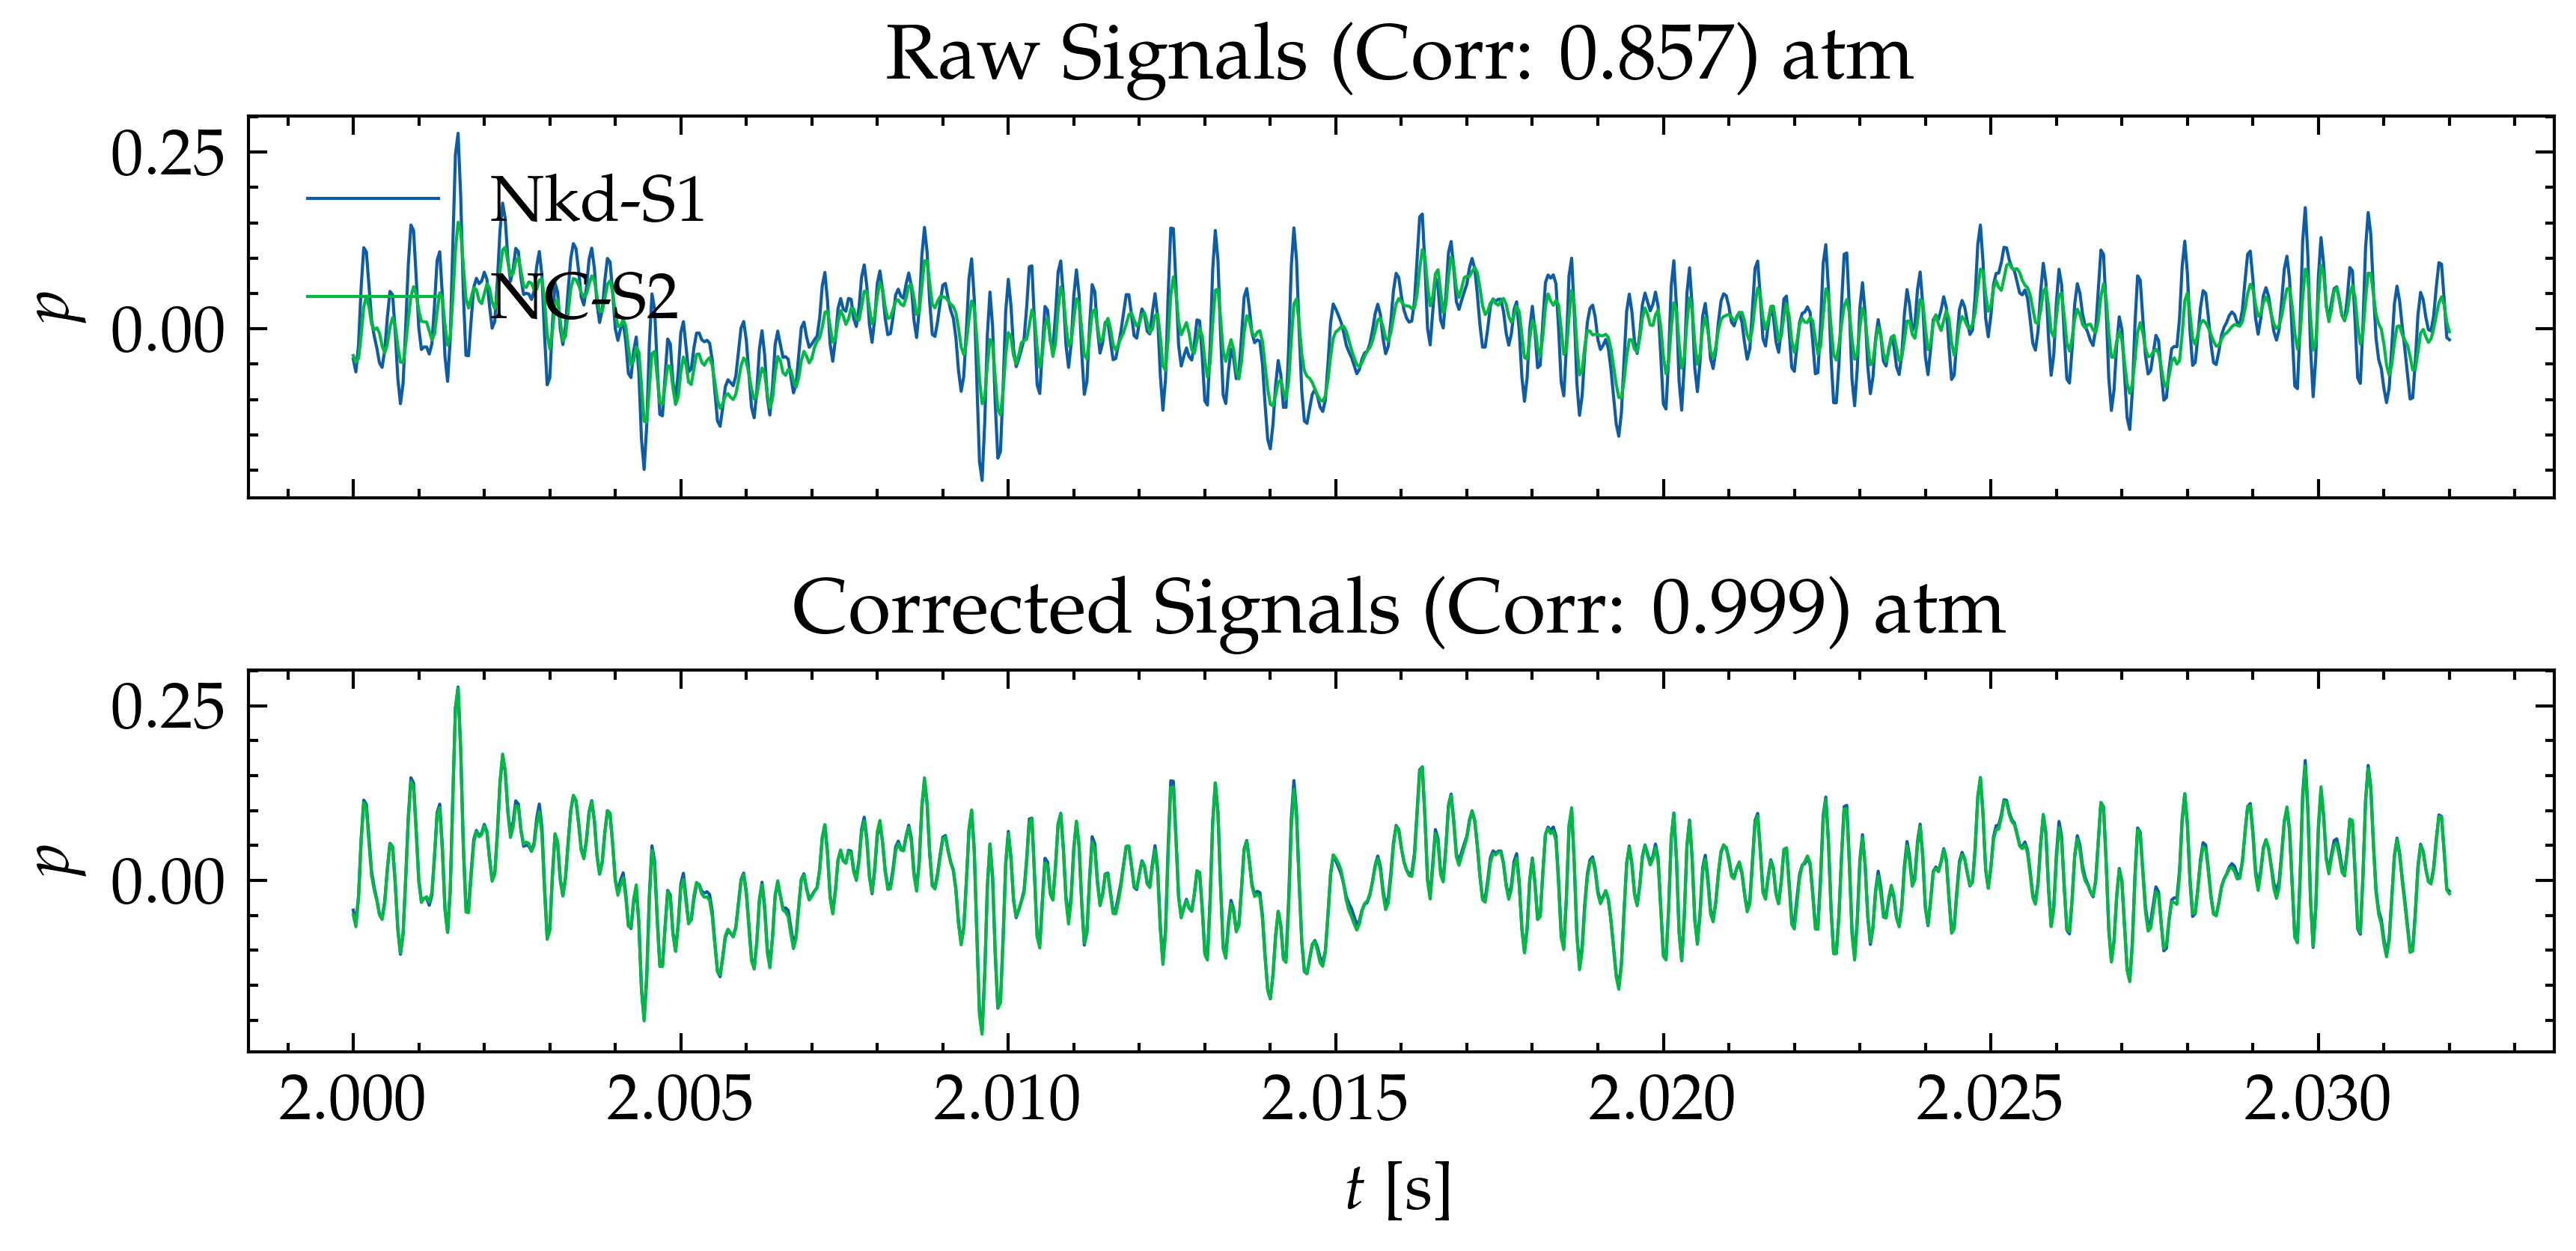 Raw Signals (Corr: 0.857) atm
0.25
0.00
p
Nkd-S1
NC-S2
Corrected Signals (Corr: 0.999) atm
0.25
0.00
p
2.000 2.005 2.010 2.015 2.020 2.025 2.030
t [s]